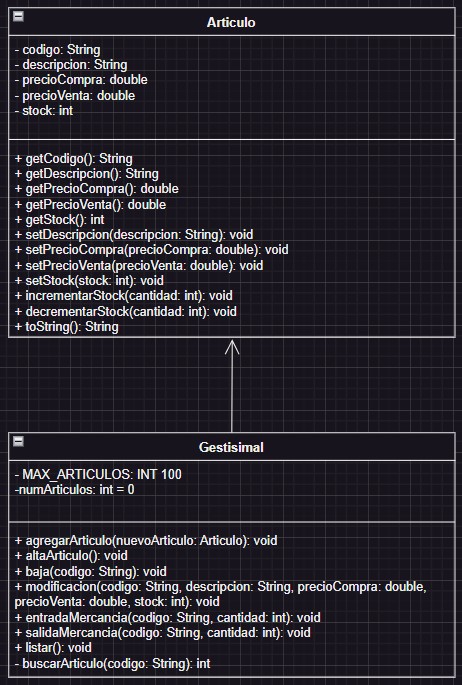 Articulo
- codigo: String
- descripcion: String
- precioCompra: double
- precioVenta: double
- stock: int
+ getCodigo(): String
+ getDescripcion(): String
+ getPrecioCompra(): double
+ getPrecioVenta(): double
+ getStock(): int
+ setDescripcion(descripcion: String): void
+ setPrecioCompra(precioCompra: double): void
+ setPrecioVenta(precioVenta: double): void
+ setStock(stock: int): void
+ incrementarStock(cantidad: int): void
+ decrementarStock(cantidad: int): void
+ toString(): String
Gestisimal
- MAX_ARTICULOS: INT 100
-numArticulos: int = 0
+ agregarArticulo(nuevoArticulo: Articulo): void
+ altaArticulo(): void
+ baja(codigo: String): void
+ modificacion(codigo: String, descripcion: String, precioCompra: double,
precioVenta: double, stock: int): void
+ entradaMercancia(codigo: String, cantidad: int): void
+ salidaMercancia(codigo: String, cantidad: int): void
+ listar(): void
- buscarArticulo(codigo: String): int